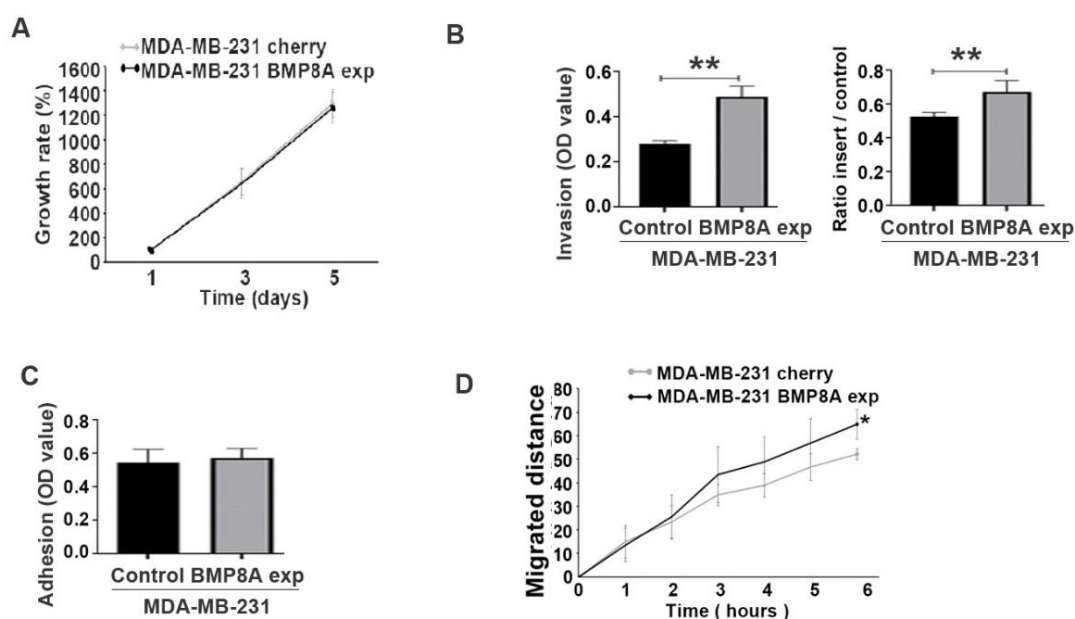 A
MDA-MB-231 cherry
MDA-MB-231 BMP8A exp
Growth rate (%)
1600
1400
1200
1000
800
600
400
200
0
1 3 5
Time (days)
B
Invasion (OD value)
**
0.6
0.4
0.2
0.0
Control BMP8A exp
MDA-MB-231
Ratio insert / control
**
0.8
0.6
0.4
0.2
0.0
Control BMP8A exp
MDA-MB-231
C
Adhesion (OD value)
0.8
0.6
0.4
0.2
0.0
Control BMP8A exp
MDA-MB-231
D
MDA-MB-231 cherry
MDA-MB-231 BMP8A exp
Migrated distance
80
70
60
50
40
30
20
10
0
*
0 1 2 3 4 5 6
Time ( hours )